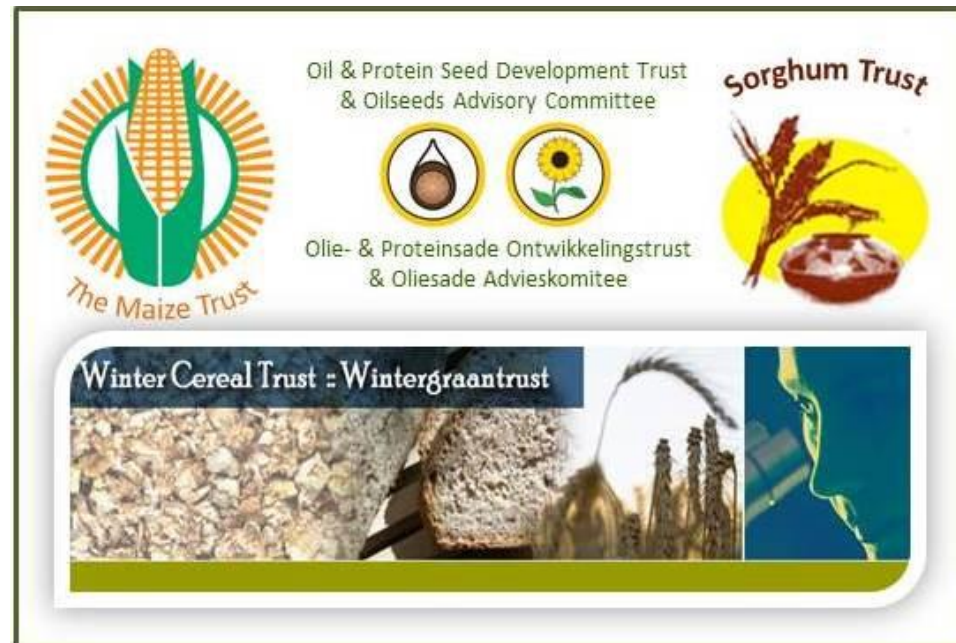 Oil & Protein Seed Development Trust
& Oilseeds Advisory Committee
Sorghum Trust
Olie- & Proteinsade Ontwikkelingstrust
& Oliesade Advieskomitee
The Maize Trust
Winter Cereal Trust :: Wintergraantrust